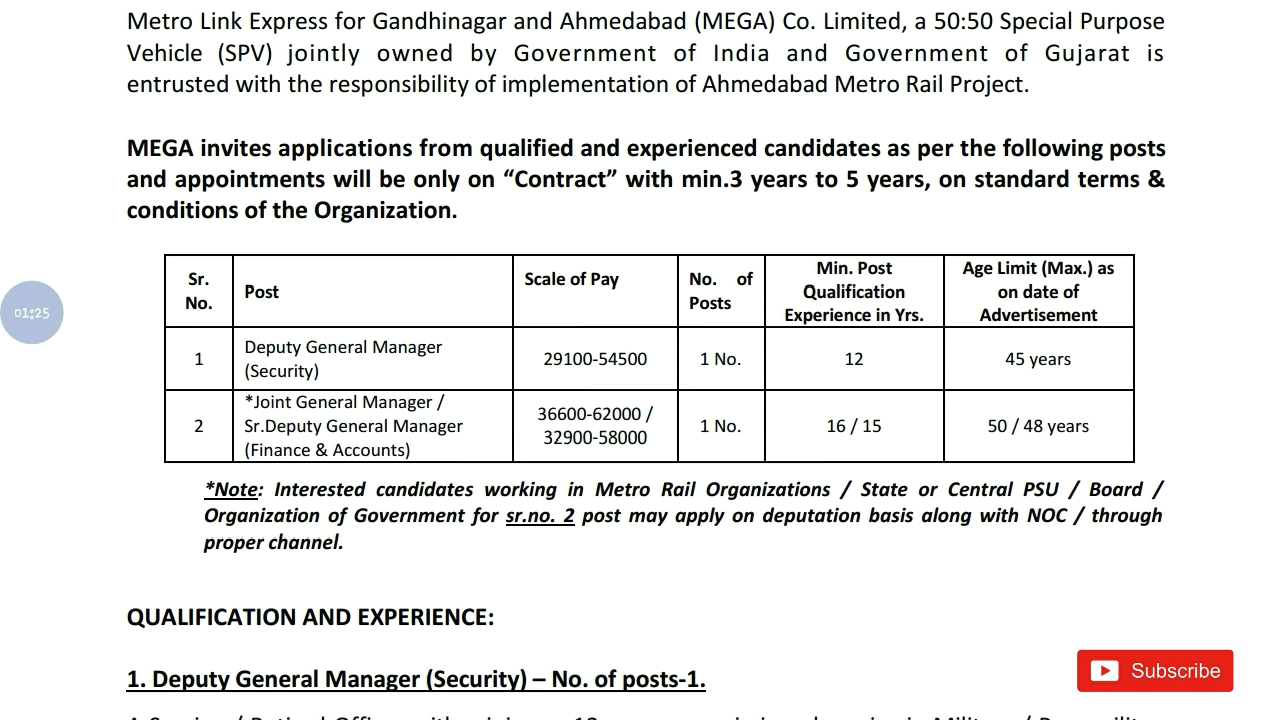 Metro Link Express for Gandhinagar and Ahmedabad (MEGA) Co. Limited, a 50:50 Special Purpose
Vehicle (SPV) jointly owned by Government of India and Government of Gujarat is
entrusted with the responsibility of implementation of Ahmedabad Metro Rail Project.
MEGA invites applications from qualified and experienced candidates as per the following posts
and appointments will be only on “Contract” with min.3 years to 5 years, on standard terms &
conditions of the Organization.
Sr. No. Post Scale of Pay No. of Posts Min. Post Qualification Experience in Yrs. Age Limit (Max.) as on date of Advertisement
1 Deputy General Manager (Security) 29100-54500 1 No. 12 45 years
2 *Joint General Manager / Sr.Deputy General Manager (Finance & Accounts) 36600-62000 / 32900-58000 1 No. 16 / 15 50 / 48 years
01:25
*Note: Interested candidates working in Metro Rail Organizations / State or Central PSU / Board /
Organization of Government for sr.no. 2 post may apply on deputation basis along with NOC / through
proper channel.
QUALIFICATION AND EXPERIENCE:
1. Deputy General Manager (Security) – No. of posts-1.
Subscribe